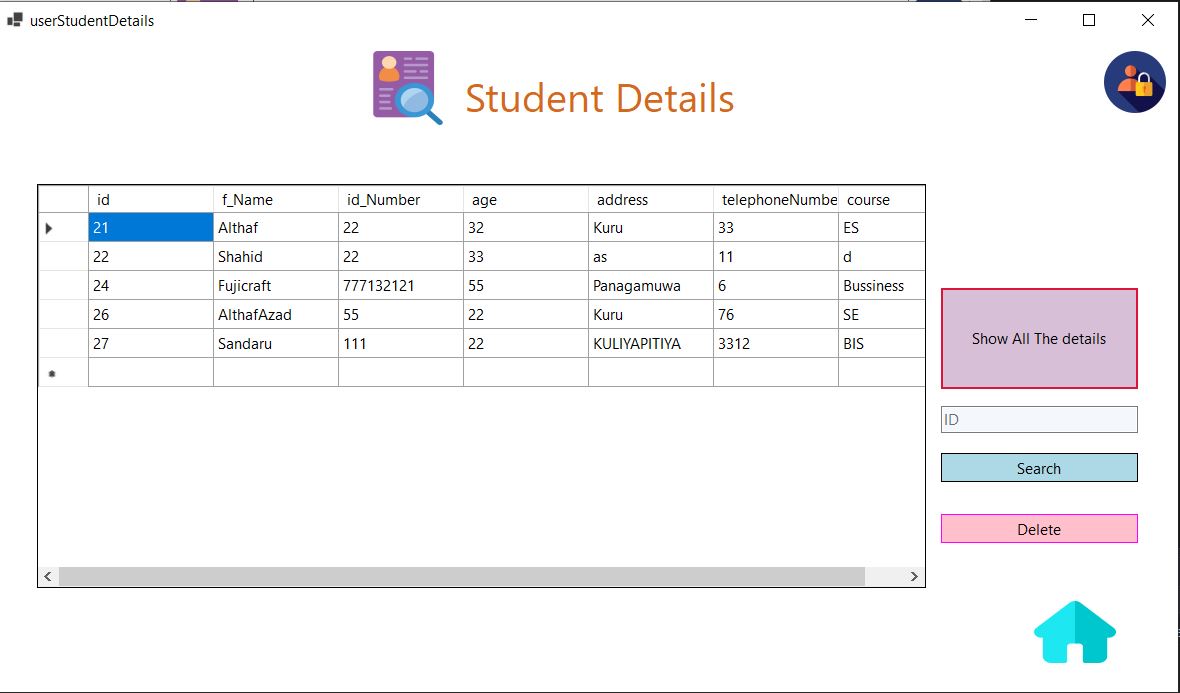 userStudentDetails
Student Details
id f_Name id_Number age address telephoneNumbe course
21 Althaf 22 32 Kuru 33 ES
22 Shahid 22 33 as 11 d
24 Fujicraft 777132121 55 Panagamuwa 6 Bussiness
26 AlthafAzad 55 22 Kuru 76 SE
27 Sandaru 111 22 KULIYAPITIYA 3312 BIS
Show All The details
ID
Search
Delete